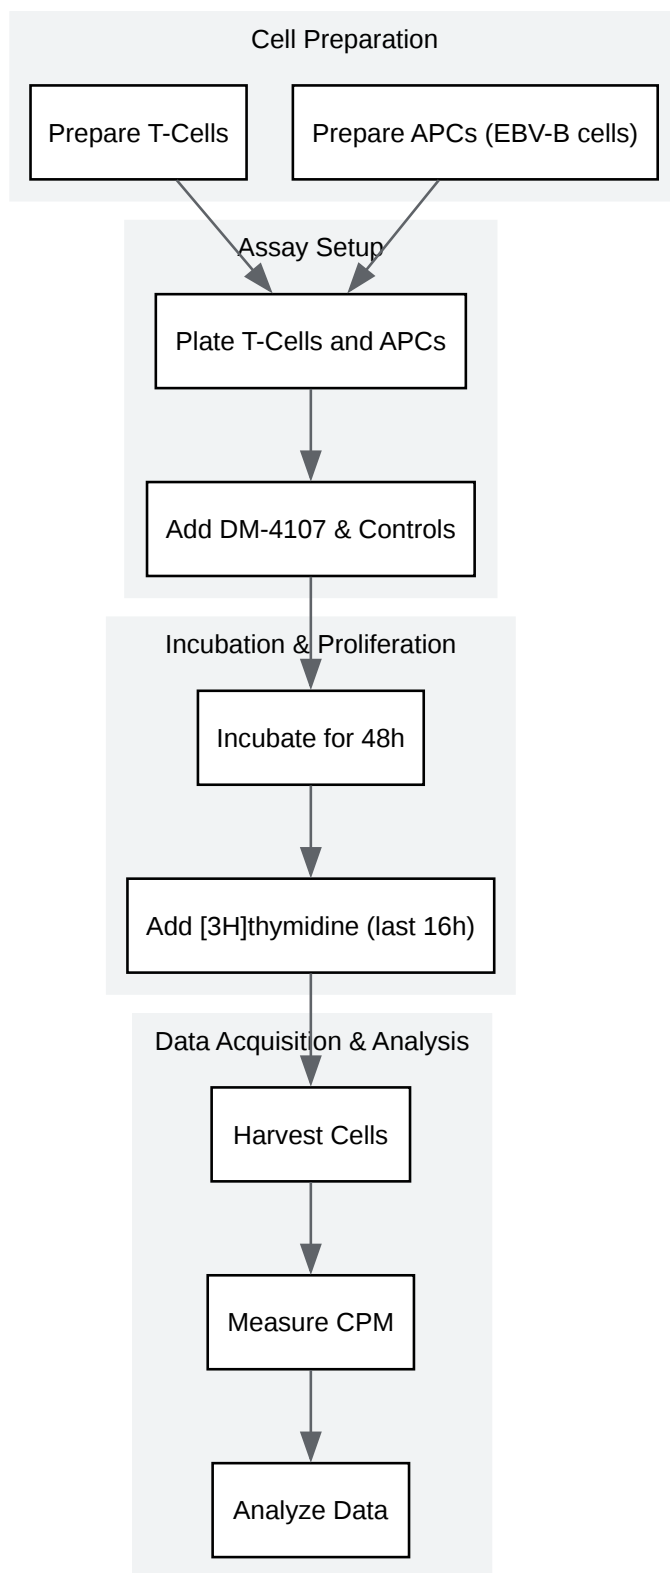 Cell Preparation
Prepare T-Cells
Prepare APCs (EBV-B cells)
Assay Setup
Plate T-Cells and APCs
Add DM-4107 & Controls
Incubation & Proliferation
Incubate for 48h
Add [3H]thymidine (last 16h)
Data Acquisition & Analysis
Harvest Cells
Measure CPM
Analyze Data